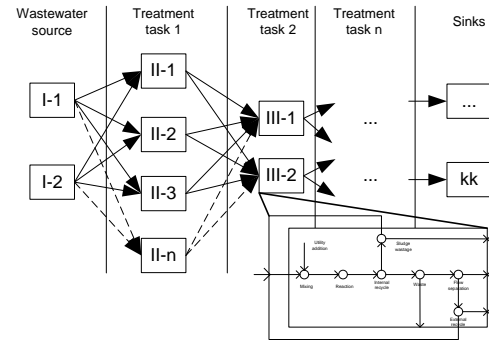 Wastewater
source
Treatment
task 1
Treatment
task 2
Treatment
task n
Sinks
I-1
I-2
II-1
II-2
II-3
II-n
III-1
III-2
...
...
...
kk
Utility
addition
Sludge
wastage
Mixing
Reaction
Internal
recycle
Waste
Flow
separation
External
recycle